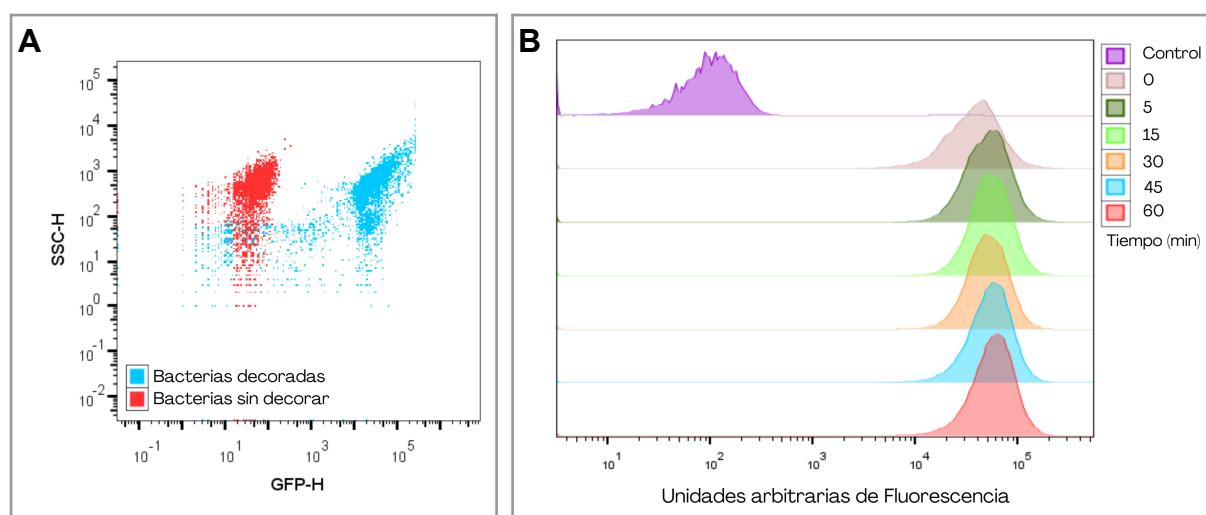 A
10^5
10^4
10^3
10^2
10^1
10^0
10^-1
10^-2
SSC-H
Bacterias decoradas
Bacterias sin decorar
10^-1 10^1 10^3 10^5
GFP-H
B
Control
0
5
15
30
45
60
Tiempo (min)
10^1 10^2 10^3 10^4 10^5
Unidades arbitrarias de Fluorescencia